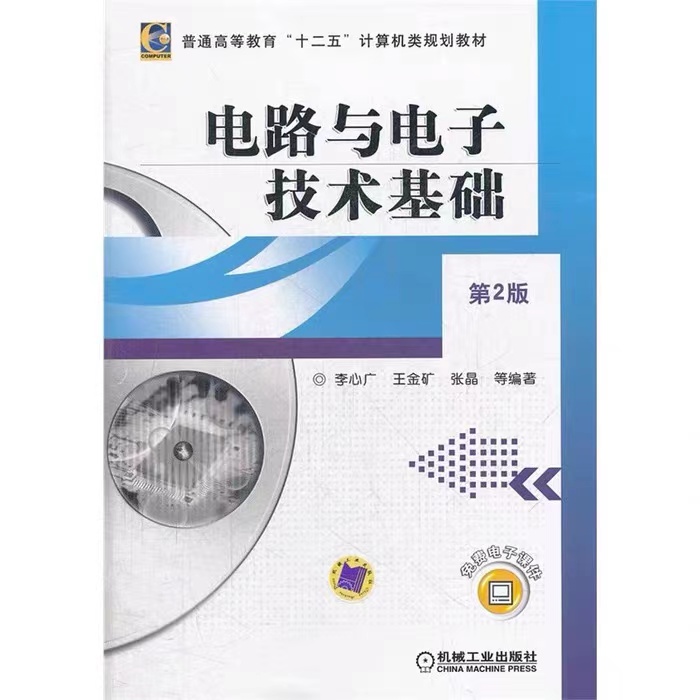 COMPUTER
普通高等教育“十二五”计算机类规划教材
电路与电子
技术基础
第2版
◎ 李心广 王金矿 张晶 等编著
免费电子课件
机械工业出版社
CHINA MACHINE PRESS